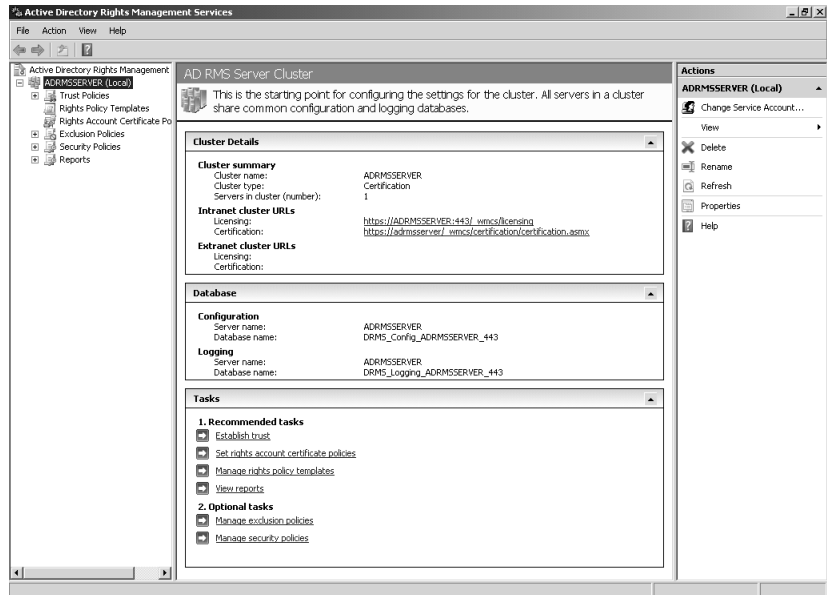 Active Directory Rights Management Services
File Action View Help
Active Directory Rights Management
ADRMSSERVER (Local)
Trust Policies
Rights Policy Templates
Rights Account Certificate Po
Exclusion Policies
Security Policies
Reports
AD RMS Server Cluster
This is the starting point for configuring the settings for the cluster. All servers in a cluster
share common configuration and logging databases.
Cluster Details
Cluster summary
Cluster name: ADRMSSERVER
Cluster type: Certification
Servers in cluster (number): 1
Intranet cluster URLs
Licensing: https://ADRMSSERVER:443/_wmcs/licensing
Certification: https://adrmsserver/_wmcs/certification/certification.asmx
Extranet cluster URLs
Licensing:
Certification:
Database
Configuration
Server name: ADRMSSERVER
Database name: DRMS_Config_ADRMSSERVER_443
Logging
Server name: ADRMSSERVER
Database name: DRMS_Logging_ADRMSSERVER_443
Tasks
1. Recommended tasks
Establish trust
Set rights account certificate policies
Manage rights policy templates
View reports
2. Optional tasks
Manage exclusion policies
Manage security policies
Actions
ADRMSSERVER (Local)
Change Service Account...
View
Delete
Rename
Refresh
Properties
Help